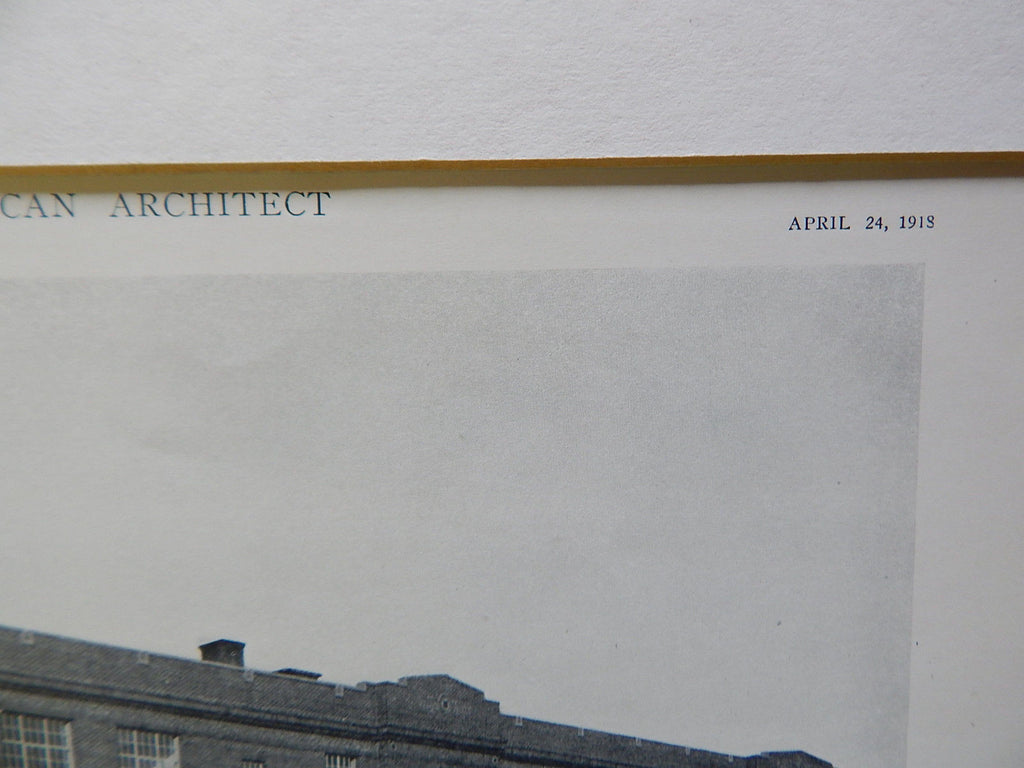 CAN ARCHITECT
APRIL 24, 1918